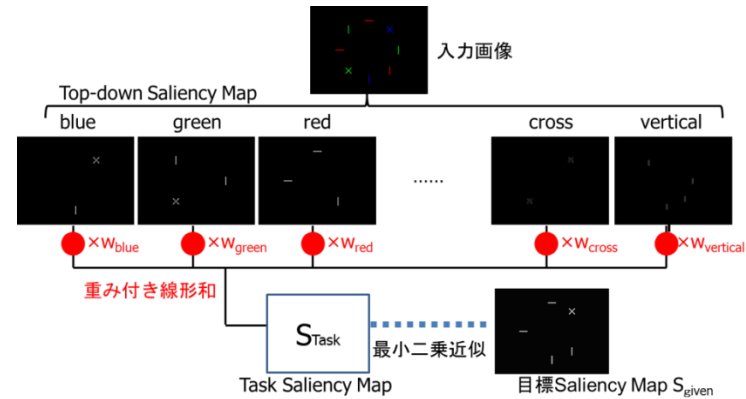 入力画像
Top-down Saliency Map
blue green red cross vertical
......
×wblue ×wgreen ×wred ×wcross ×wvertical
重み付き線形和
STask
最小二乗近似
Task Saliency Map
目標Saliency Map Sgiven